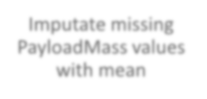 Imputate missing
PayloadMass values
with mean